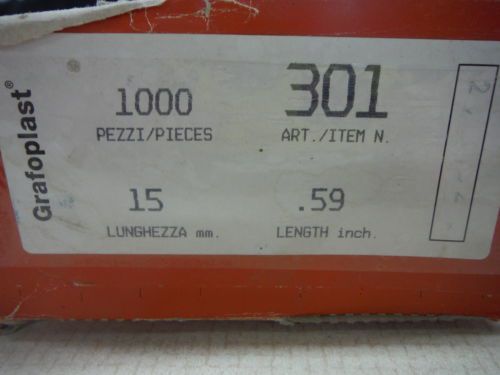 Grafoplast®
1000 301
PEZZI/PIECES ART./ITEM N.
15 .59
LUNGHEZZA mm. LENGTH inch.